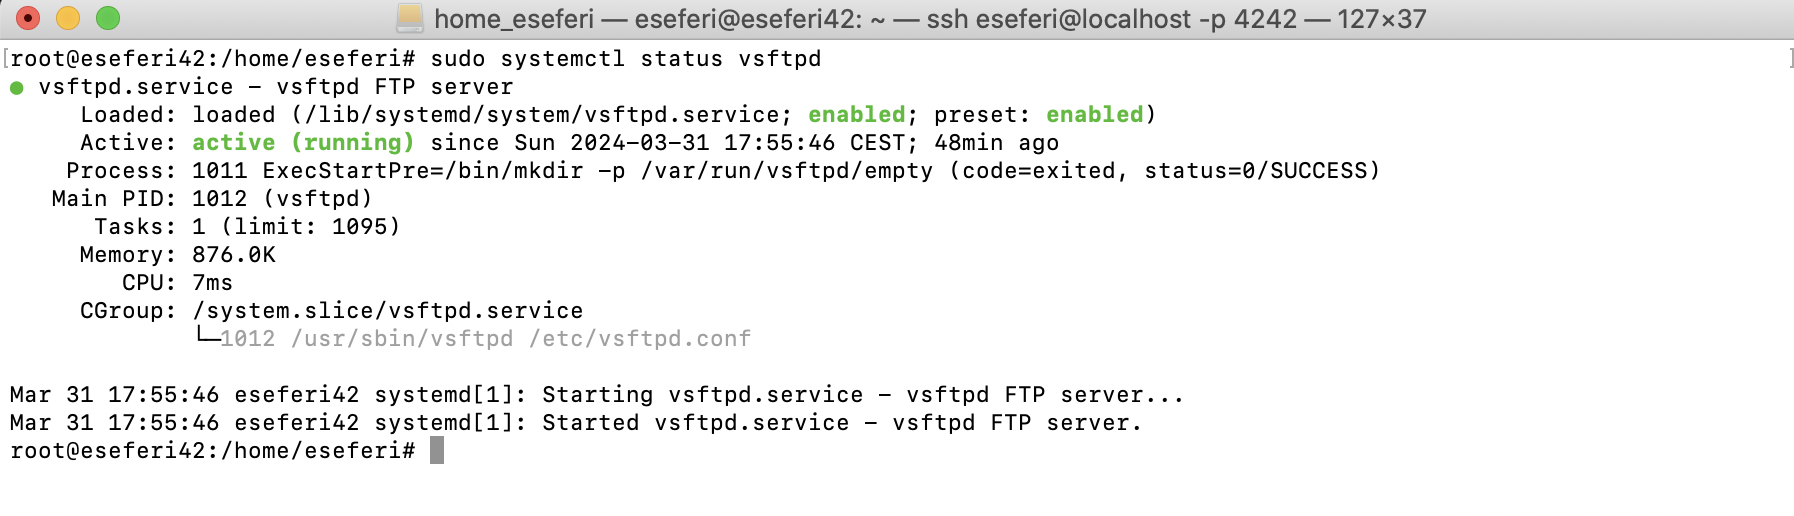 home_eseferi — eseferi@eseferi42: ~ — ssh eseferi@localhost -p 4242 — 127×37
[root@eseferi42:/home/eseferi# sudo systemctl status vsftpd ]
● vsftpd.service – vsftpd FTP server
Loaded: loaded (/lib/systemd/system/vsftpd.service; enabled; preset: enabled)
Active: active (running) since Sun 2024–03–31 17:55:46 CEST; 48min ago
Process: 1011 ExecStartPre=/bin/mkdir –p /var/run/vsftpd/empty (code=exited, status=0/SUCCESS)
Main PID: 1012 (vsftpd)
Tasks: 1 (limit: 1095)
Memory: 876.0K
CPU: 7ms
CGroup: /system.slice/vsftpd.service
└─1012 /usr/sbin/vsftpd /etc/vsftpd.conf
Mar 31 17:55:46 eseferi42 systemd[1]: Starting vsftpd.service – vsftpd FTP server...
Mar 31 17:55:46 eseferi42 systemd[1]: Started vsftpd.service – vsftpd FTP server.
root@eseferi42:/home/eseferi#